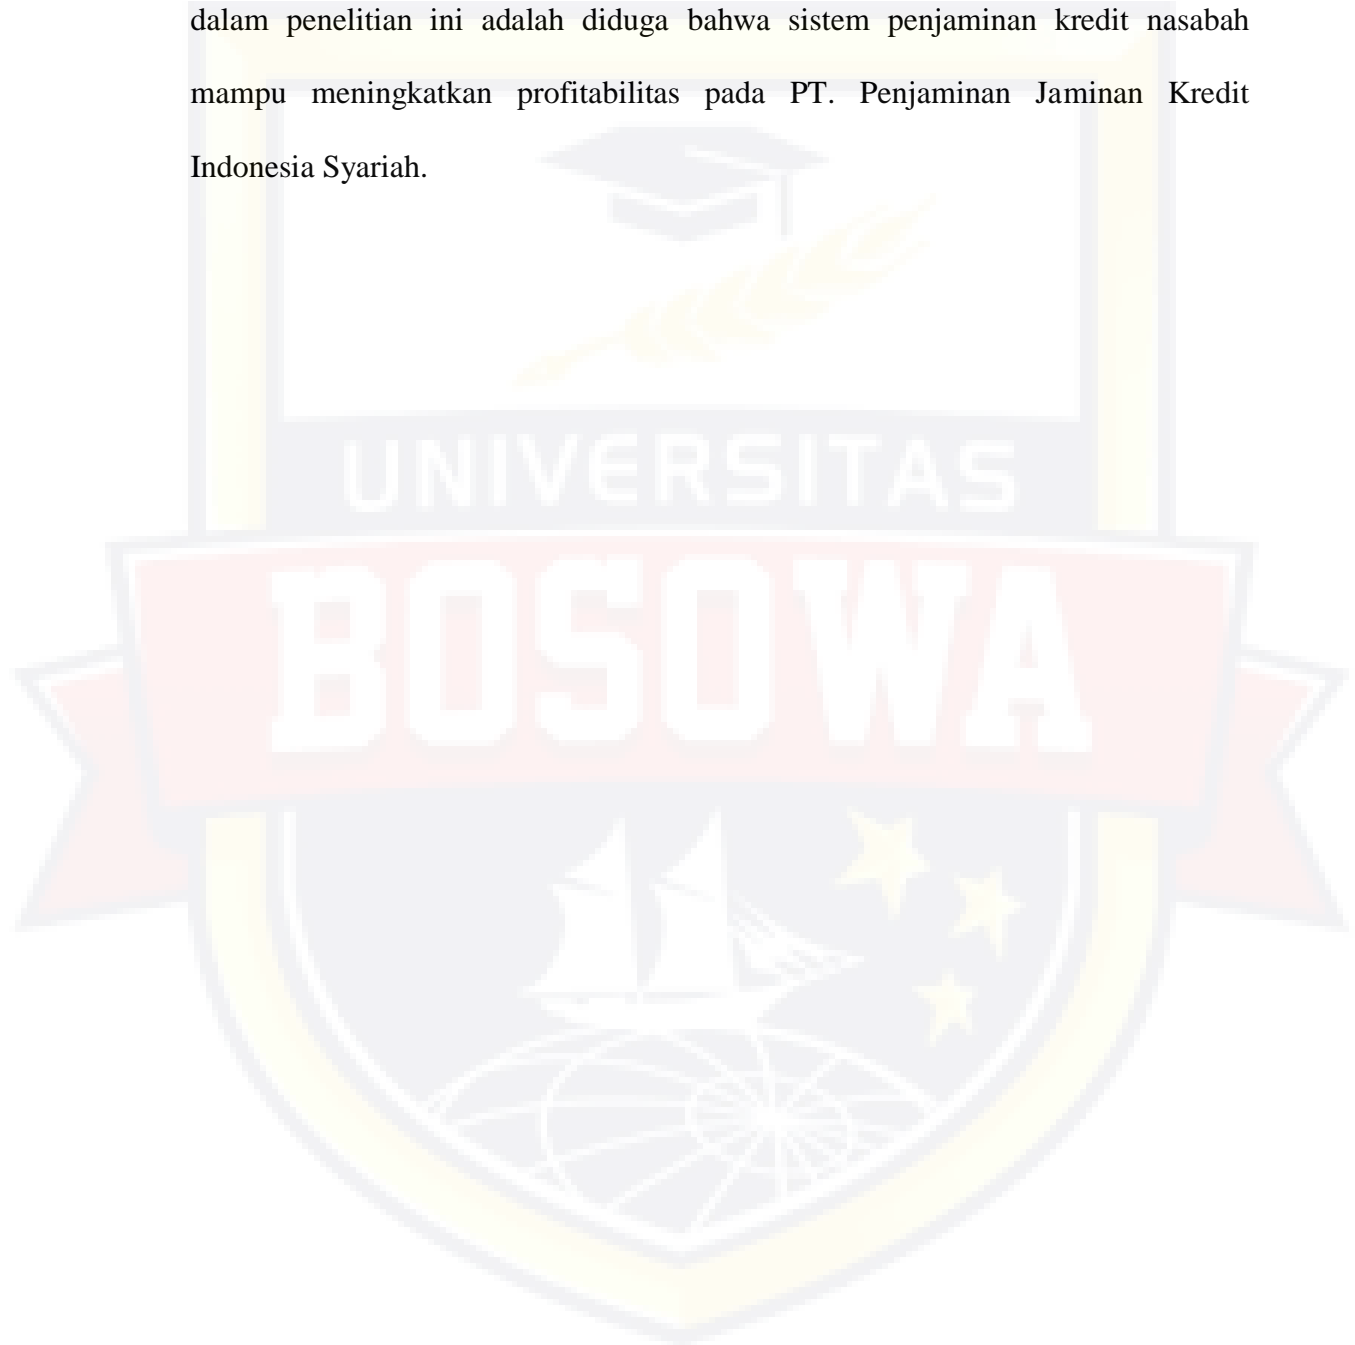 dalam penelitian ini adalah diduga bahwa sistem penjaminan kredit nasabah
mampu meningkatkan profitabilitas pada PT. Penjaminan Jaminan Kredit
Indonesia Syariah.
UNIVERSITAS
BOSOWA